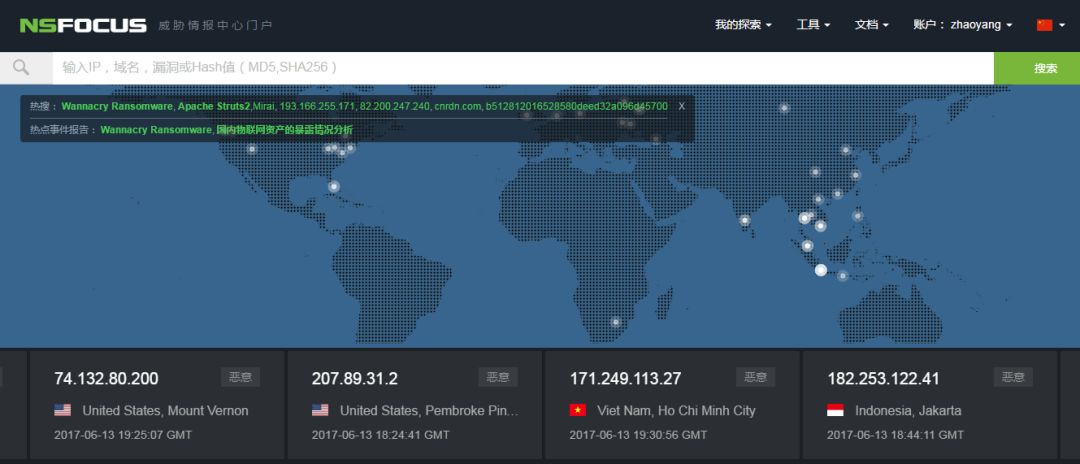 NSFOCUS 威胁情报中心门户 我的探索 工具 文档 账户： zhaoyang
输入IP，域名，漏洞或Hash值（MD5,SHA256） 搜索
热搜： Wannacry Ransomware, Apache Struts2,Mirai, 193.166.255.171, 82.200.247.240, cnrdn.com, b512812016528580deed32a096d45700 X
热点事件报告： Wannacry Ransomware, 国内物联网资产的暴露情况分析
74.132.80.200 恶意
United States, Mount Vernon
2017-06-13 19:25:07 GMT
207.89.31.2 恶意
United States, Pembroke Pin...
2017-06-13 18:24:41 GMT
171.249.113.27 恶意
Viet Nam, Ho Chi Minh City
2017-06-13 19:30:56 GMT
182.253.122.41 恶意
Indonesia, Jakarta
2017-06-13 18:44:11 GMT